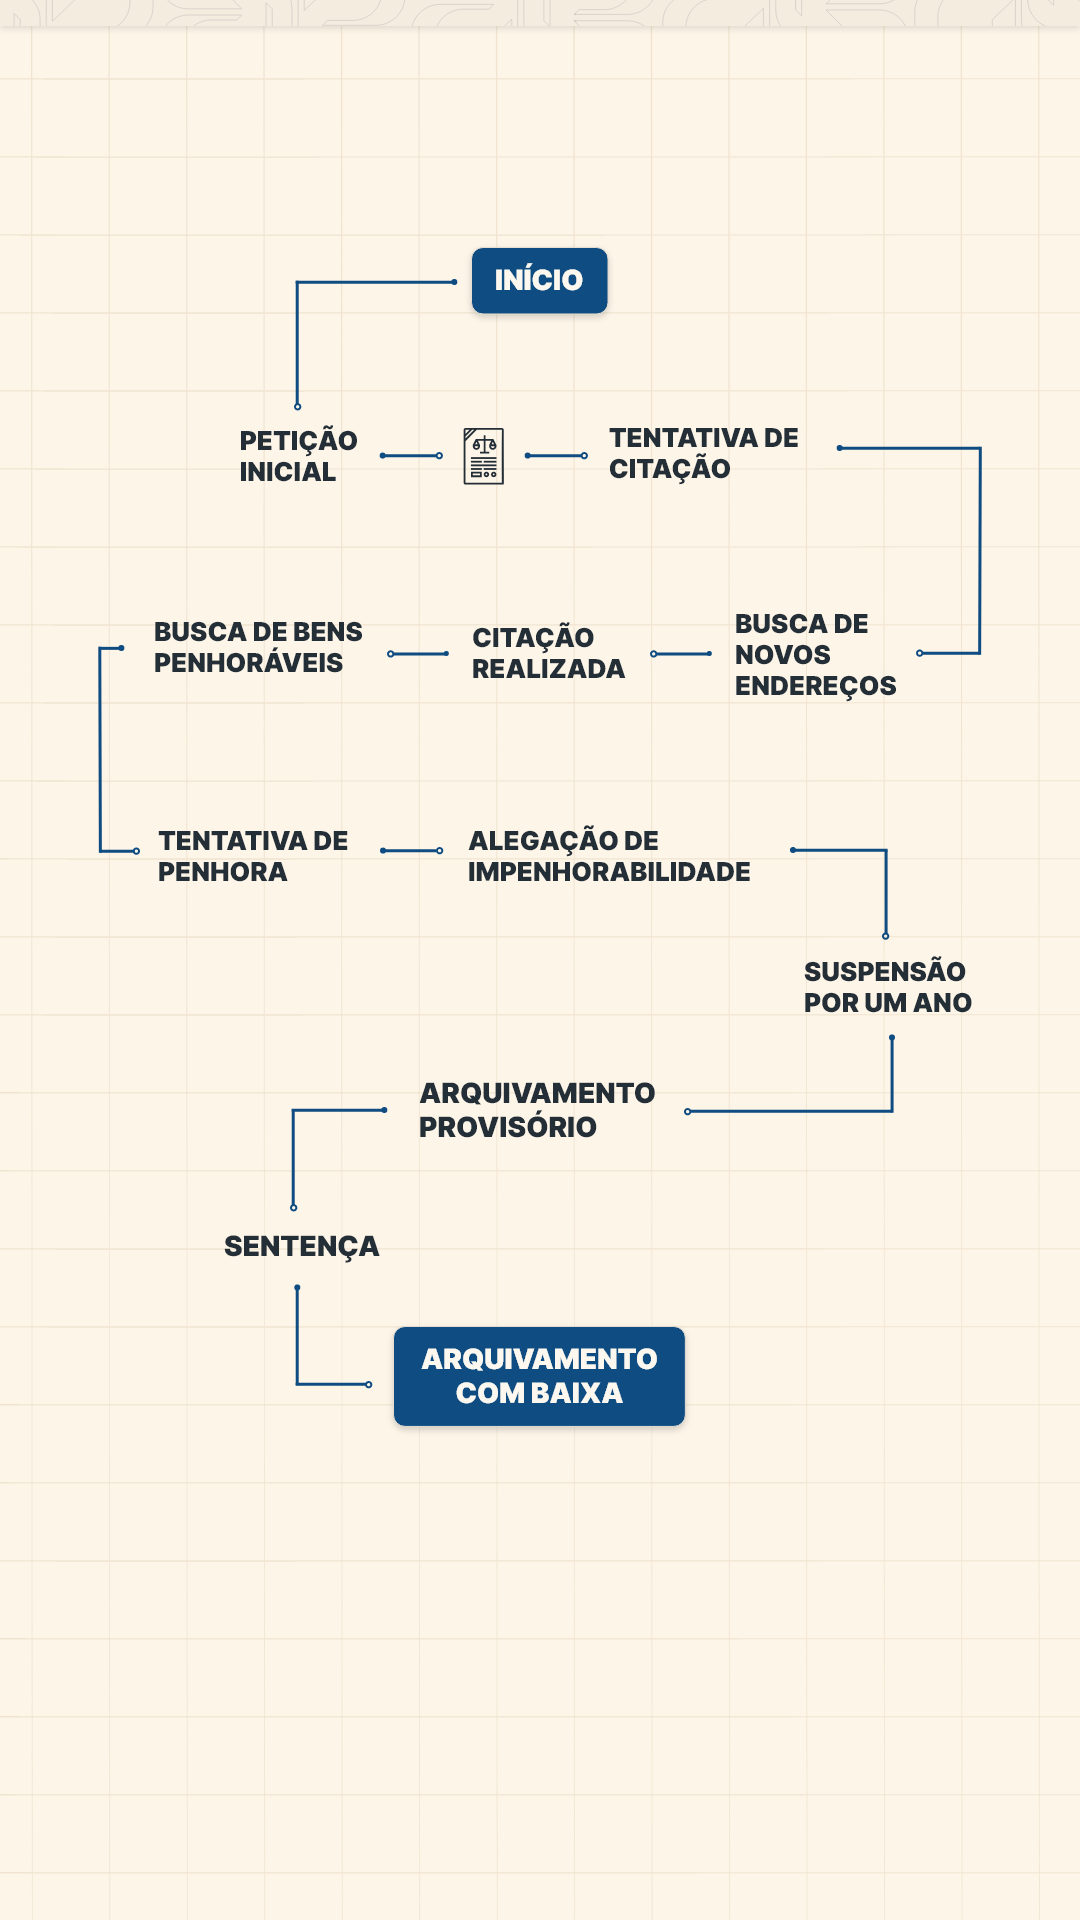 INÍCIO
PETIÇÃO
INICIAL
TENTATIVA DE
CITAÇÃO
BUSCA DE
NOVOS
ENDEREÇOS
CITAÇÃO
REALIZADA
BUSCA DE BENS
PENHORÁVEIS
TENTATIVA DE
PENHORA
ALEGAÇÃO DE
IMPENHORABILIDADE
SUSPENSÃO
POR UM ANO
ARQUIVAMENTO
PROVISÓRIO
SENTENÇA
ARQUIVAMENTO
COM BAIXA